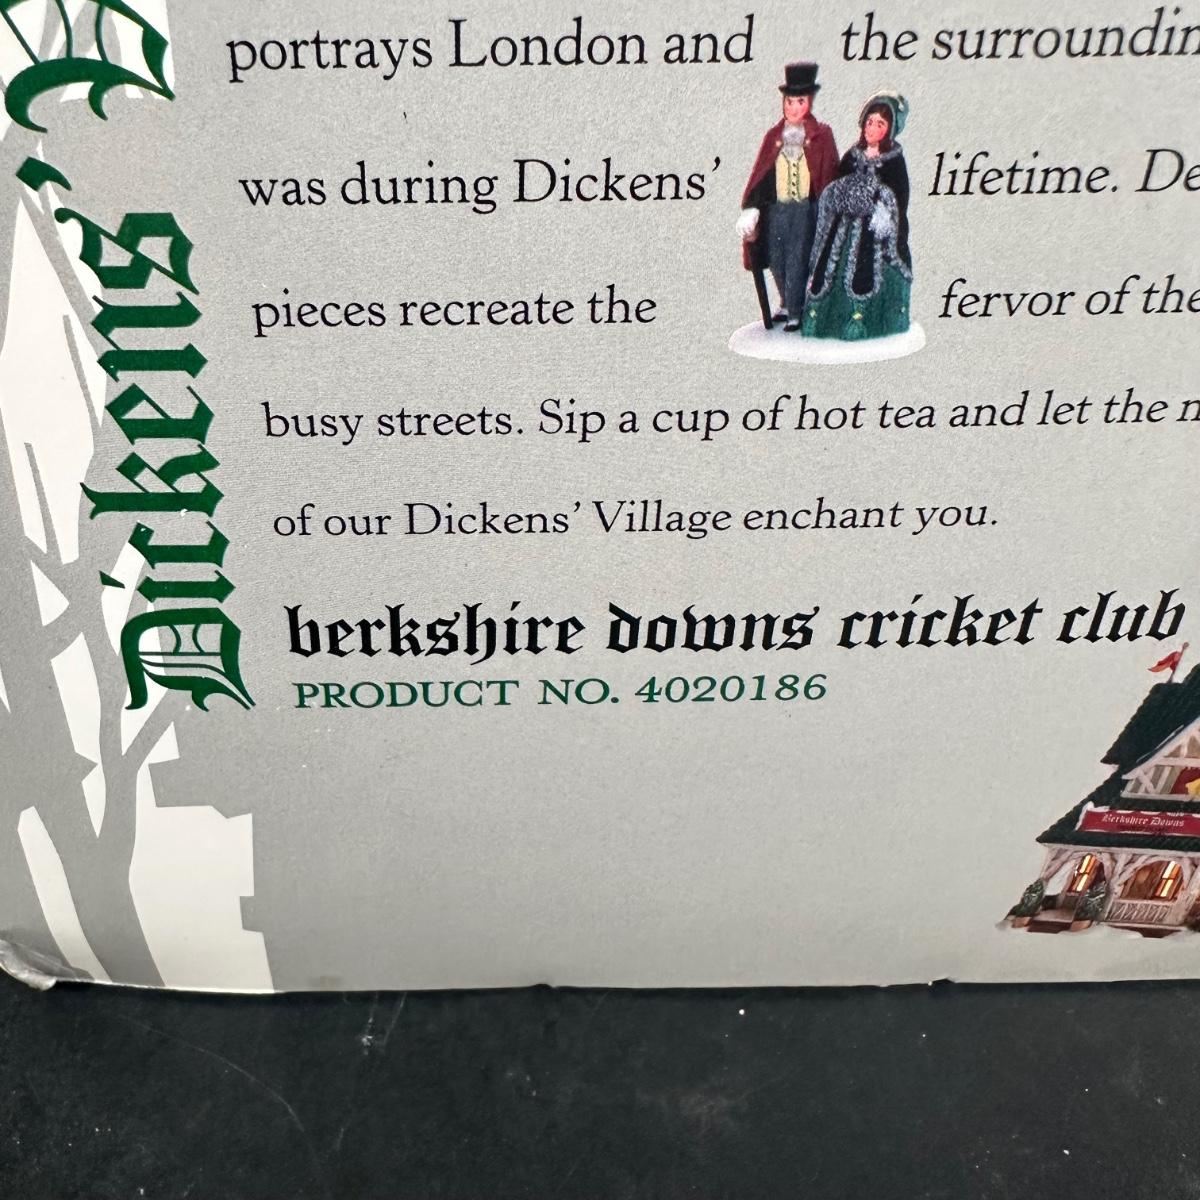 portrays London and the surroundin
was during Dickens' lifetime. De
pieces recreate the fervor of the
busy streets. Sip a cup of hot tea and let the
of our Dickens' Village enchant you.
berkshire downs cricket club
PRODUCT NO. 4020186
Dickens'
Berkshire Downs